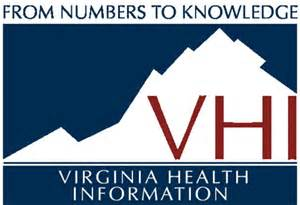 FROM NUMBERS TO KNOWLEDGE
VHI
VIRGINIA HEALTH
INFORMATION